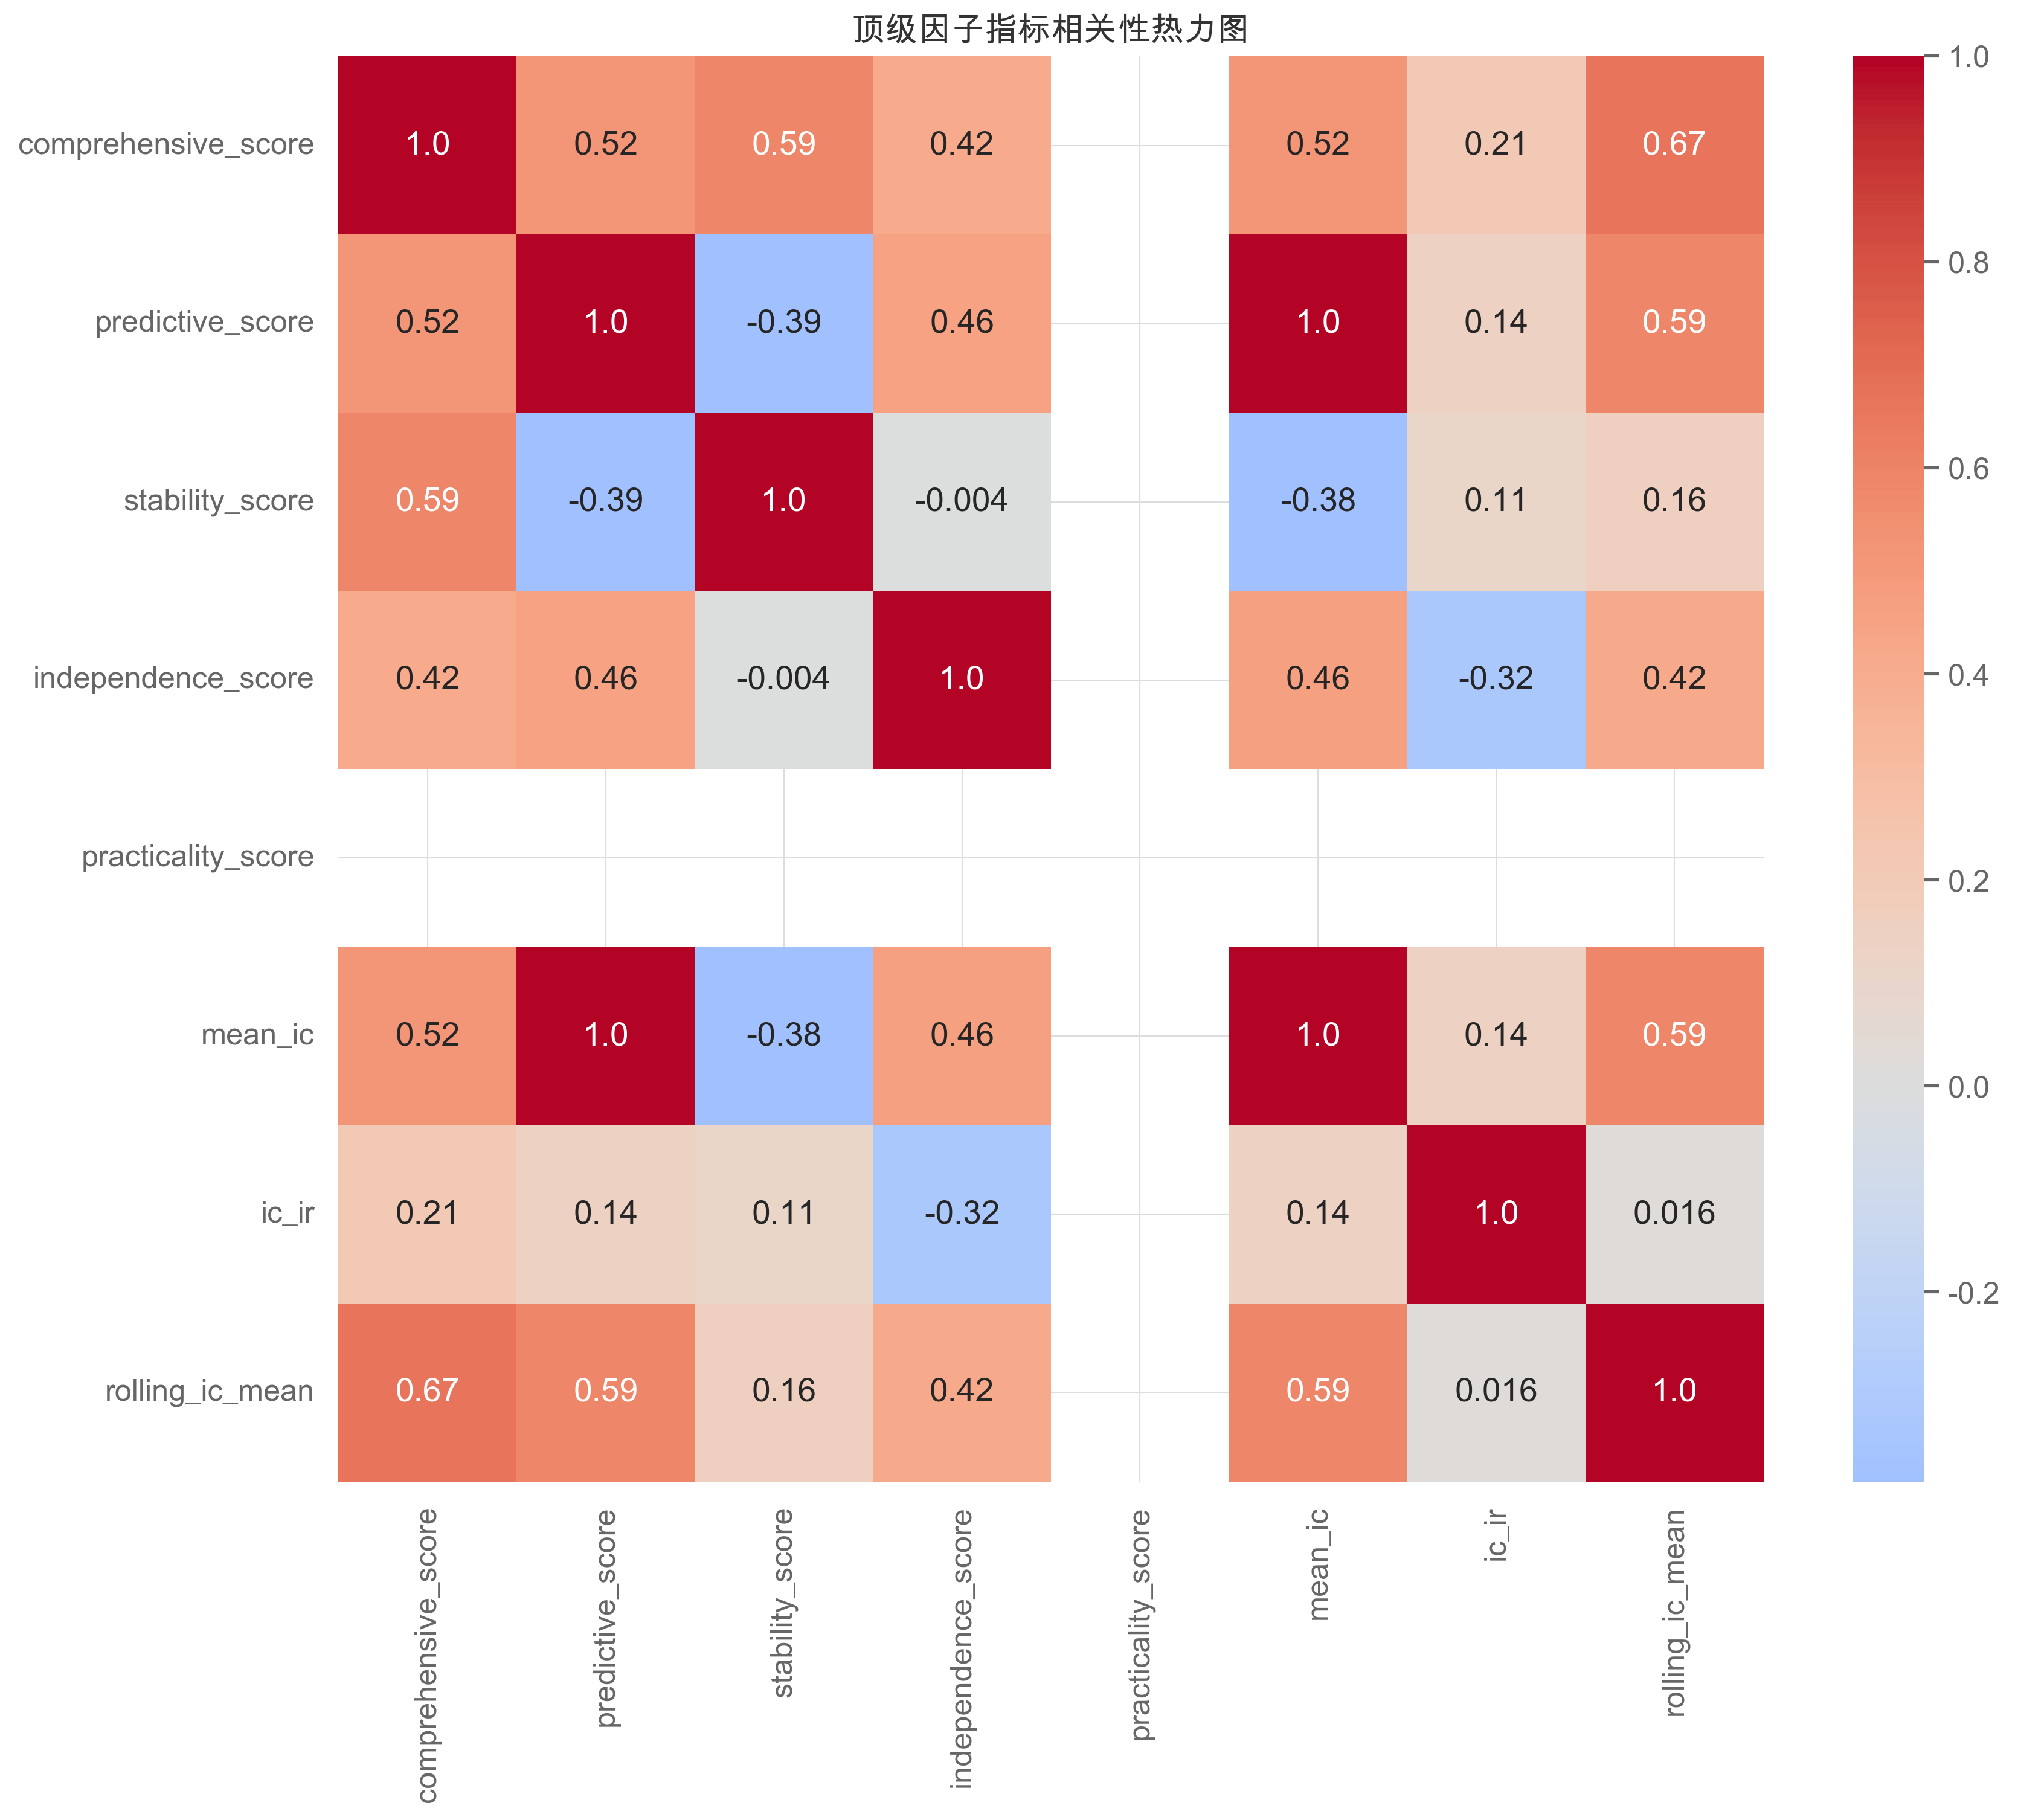 顶级因子指标相关性热力图
comprehensive_score 1.0 0.52 0.59 0.42 0.52 0.21 0.67
predictive_score 0.52 1.0 -0.39 0.46 1.0 0.14 0.59
stability_score 0.59 -0.39 1.0 -0.004 -0.38 0.11 0.16
independence_score 0.42 0.46 -0.004 1.0 0.46 -0.32 0.42
practicality_score
mean_ic 0.52 1.0 -0.38 0.46 1.0 0.14 0.59
ic_ir 0.21 0.14 0.11 -0.32 0.14 1.0 0.016
rolling_ic_mean 0.67 0.59 0.16 0.42 0.59 0.016 1.0
comprehensive_score
predictive_score
stability_score
independence_score
practicality_score
mean_ic
ic_ir
rolling_ic_mean
1.0
0.8
0.6
0.4
0.2
0.0
-0.2